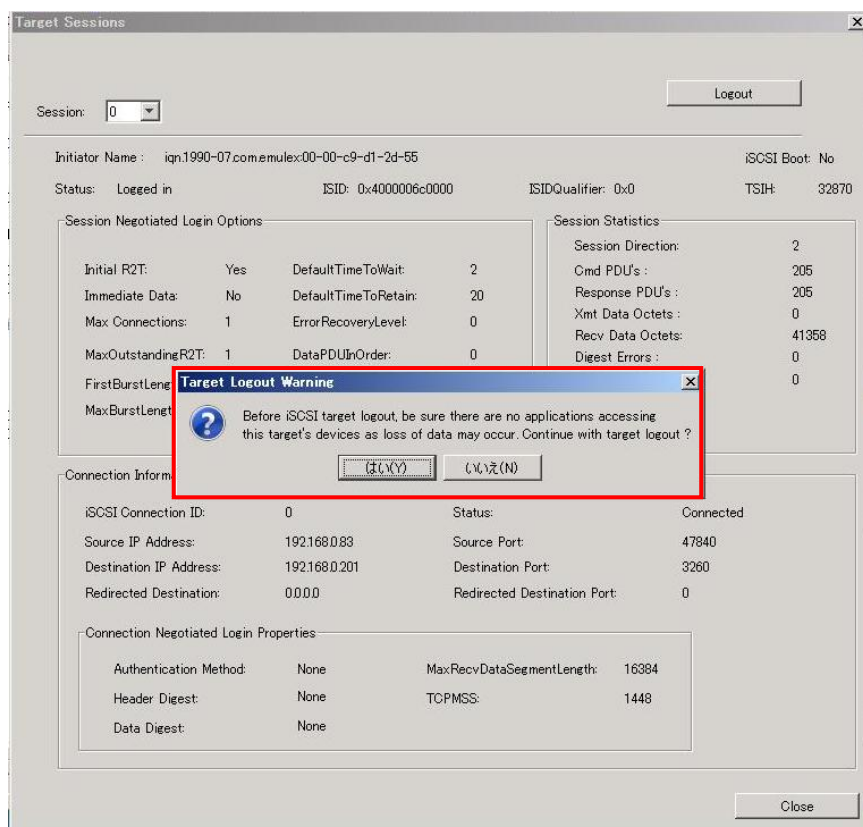 Target Sessions
Logout
Session: 0
Initiator Name : iqn.1990-07.com.emulex:00-00-c9-d1-2d-55 iSCSI Boot: No
Status: Logged in ISID: 0x4000006c0000 ISIDQualifier: 0x0 TSIH: 32870
Session Negotiated Login Options
Initial R2T: Yes DefaultTimeToWait: 2
Immediate Data: No DefaultTimeToRetain: 20
Max Connections: 1 ErrorRecoveryLevel: 0
MaxOutstandingR2T: 1 DataPDUInOrder: 0
FirstBurstLeng
MaxBurstLengt
Session Statistics
Session Direction: 2
Cmd PDU's : 205
Response PDU's : 205
Xmt Data Octets : 0
Recv Data Octets: 41358
Digest Errors : 0
0
Target Logout Warning
Before iSCSI target logout, be sure there are no applications accessing
this target's devices as loss of data may occur. Continue with target logout ?
はい(Y) いいえ(N)
Connection Inform
iSCSI Connection ID: 0 Status: Connected
Source IP Address: 192.168.0.83 Source Port: 47840
Destination IP Address: 192.168.0.201 Destination Port: 3260
Redirected Destination: 0.0.0.0 Redirected Destination Port: 0
Connection Negotiated Login Properties
Authentication Method: None MaxRecvDataSegmentLength: 16384
Header Digest: None TCPMSS: 1448
Data Digest: None
Close